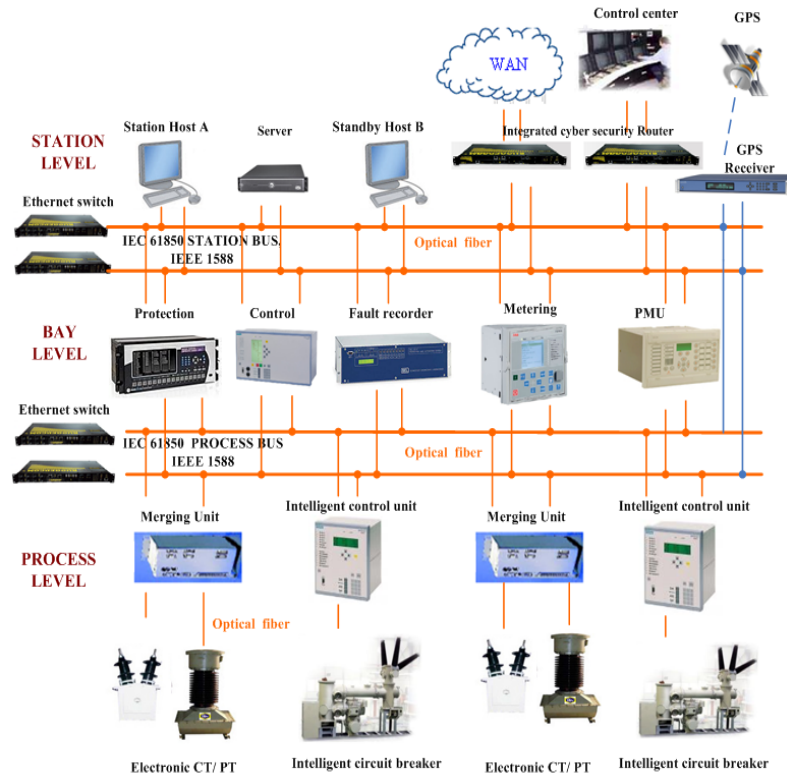 Control center
GPS
WAN
Station Host A
Server
Standby Host B
Integrated cyber security Router
STATION
LEVEL
GPS
Receiver
Ethernet switch
IEC 61850 STATION BUS.
Optical fiber
IEEE 1588
Protection
Control
Fault recorder
Metering
PMU
BAY
LEVEL
Ethernet switch
IEC 61850 PROCESS BUS
Optical fiber
IEEE 1588
Merging Unit
Intelligent control unit
Merging Unit
Intelligent control unit
PROCESS
LEVEL
Optical fiber
Electronic CT/ PT
Intelligent circuit breaker
Electronic CT/ PT
Intelligent circuit breaker